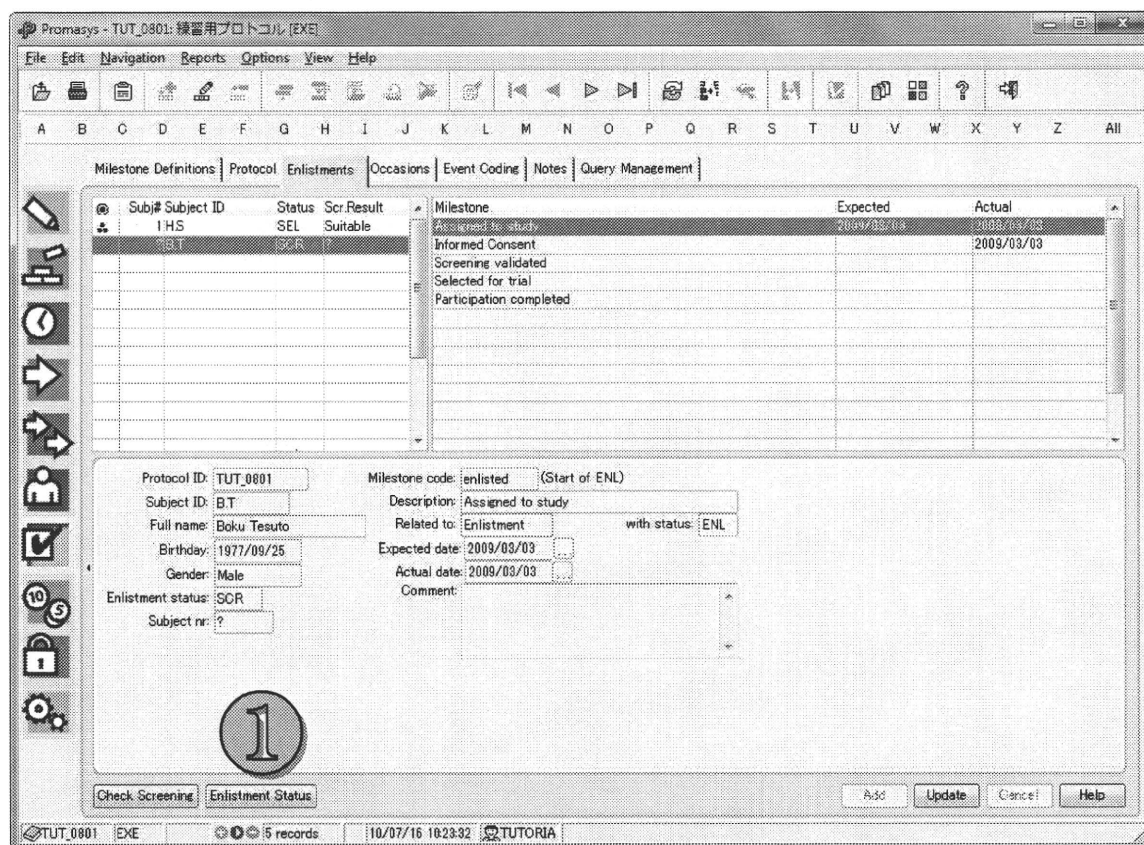 Promasys - TUT_0801: 練習用プロトコル [EXE]
File Edit Navigation Reports Options View Help
A B C D E F G H I J K L M N O P Q R S T U V W X Y Z All
Milestone Definitions Protocol Enlistments Occasions Event Coding Notes Query Management
Subj# Subject ID Status Scr.Result Milestone Expected Actual
1 H.S SEL Suitable Assigned to study 2009/03/03 2009/03/03
? B.T SCR ? Informed Consent 2009/03/03
Screening validated
Selected for trial
Participation completed
Protocol ID: TUT_0801 Milestone code: enlisted (Start of ENL)
Subject ID: B.T Description: Assigned to study
Full name: Boku Tesuto Related to: Enlistment with status: ENL
Birthday: 1977/09/25 Expected date: 2009/03/03 ...
Gender: Male Actual date: 2009/03/03 ...
Enlistment status: SCR Comment:
Subject nr: ?
10 5
1
1
Check Screening Enlistment Status Add Update Cancel Help
TUT_0801 EXE 5 records 10/07/16 10:23:32 TUTORIA